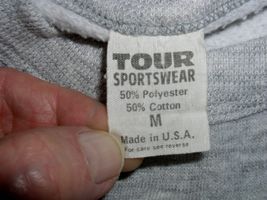 TOUR
SPORTSWEAR
50% Polyester
50% Cotton
M
Made in U.S.A.
For care see reverse